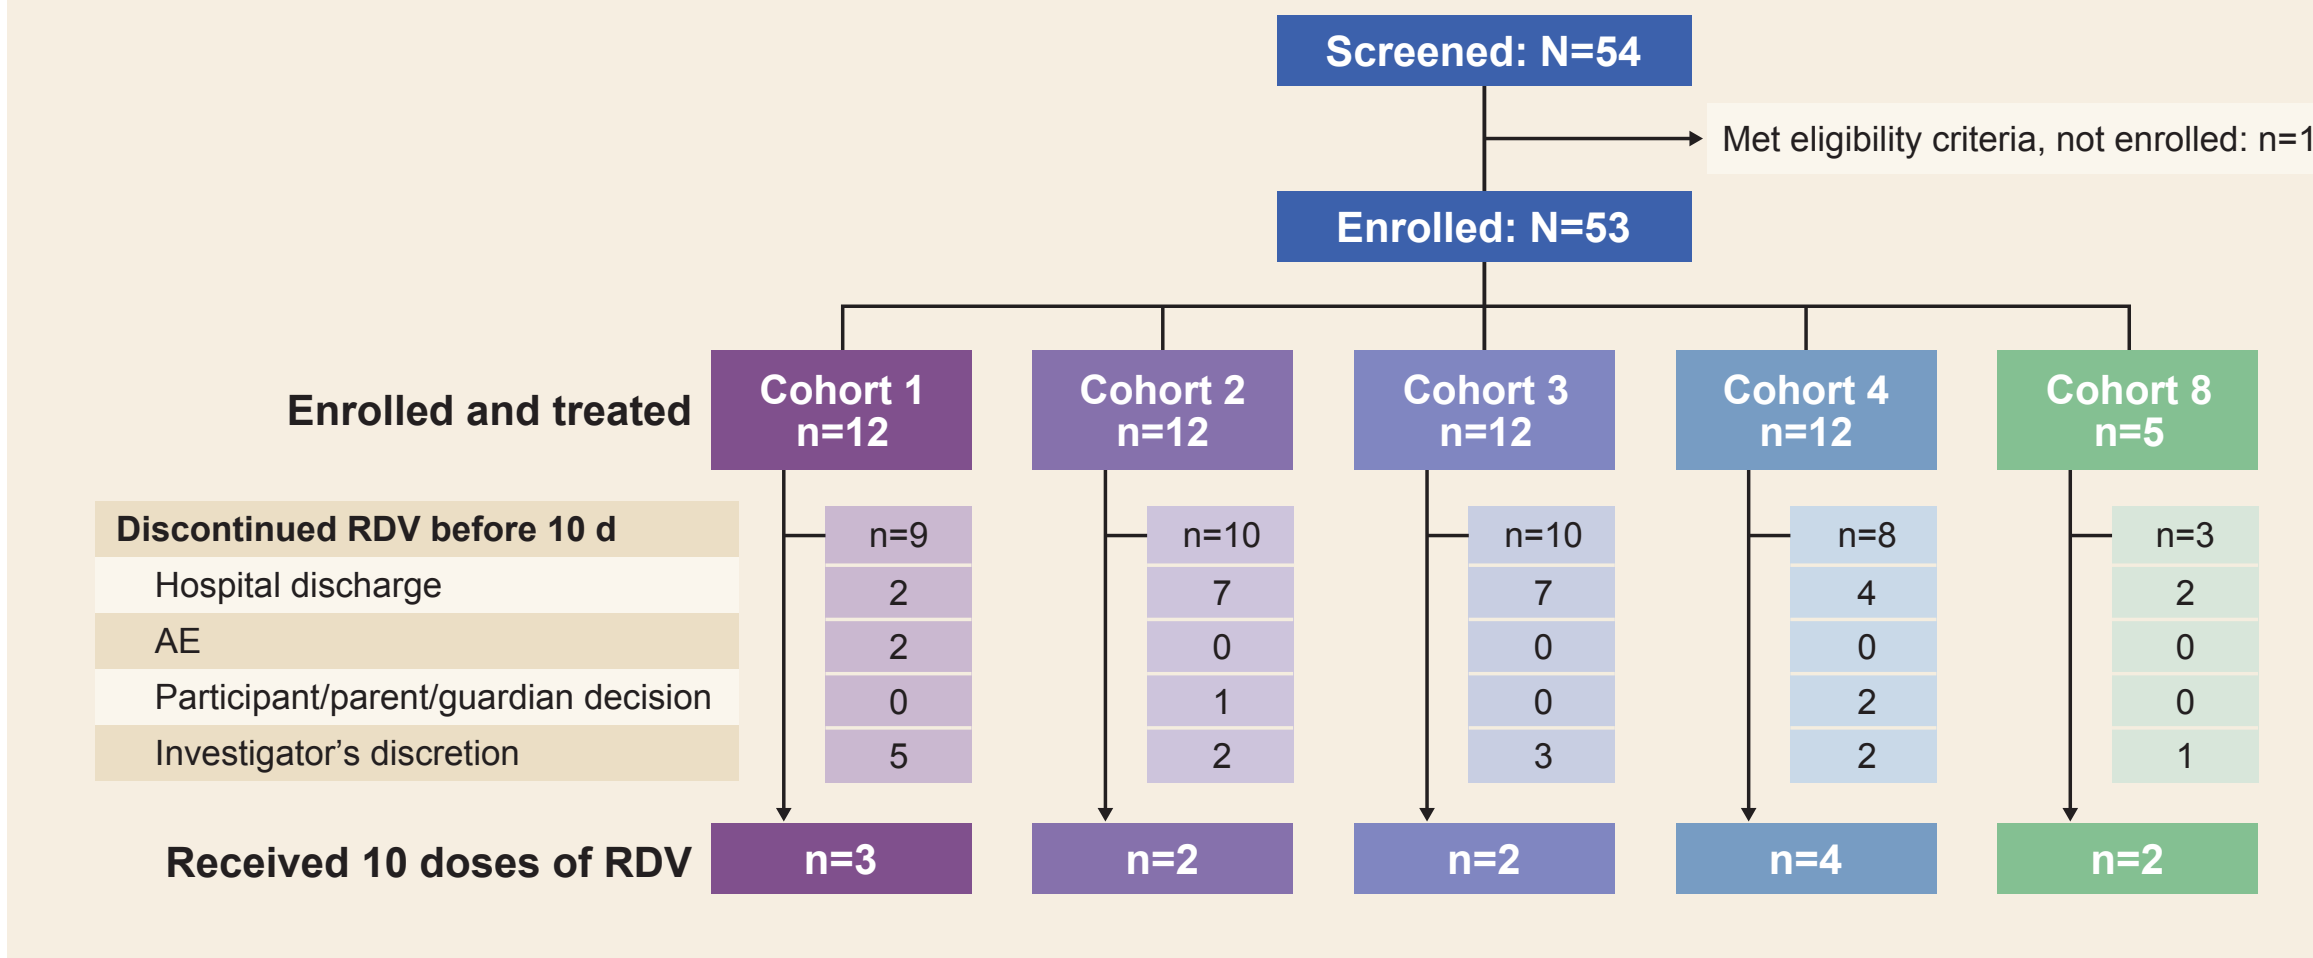 Screened: N=54
Met eligibility criteria, not enrolled: n=1
Enrolled: N=53
Enrolled and treated
Cohort 1
n=12
Cohort 2
n=12
Cohort 3
n=12
Cohort 4
n=12
Cohort 8
n=5
Discontinued RDV before 10 d n=9 n=10 n=10 n=8 n=3
Hospital discharge 2 7 7 4 2
AE 2 0 0 0 0
Participant/parent/guardian decision 0 1 0 2 0
Investigator’s discretion 5 2 3 2 1
Received 10 doses of RDV n=3 n=2 n=2 n=4 n=2